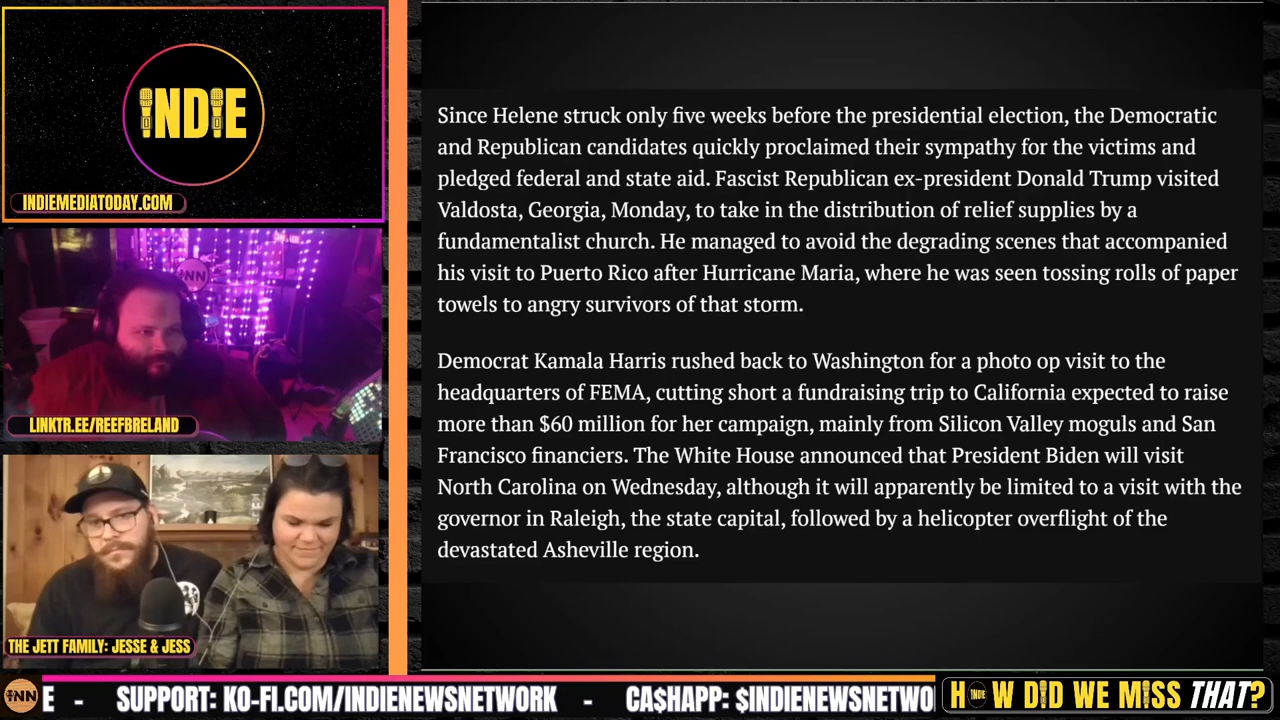 INDIE
INDIEMEDIATODAY.COM
INN
LINKTR.EE/REEFBRELAND
THE JETT FAMILY: JESSE & JESS
Since Helene struck only five weeks before the presidential election, the Democratic
and Republican candidates quickly proclaimed their sympathy for the victims and
pledged federal and state aid. Fascist Republican ex-president Donald Trump visited
Valdosta, Georgia, Monday, to take in the distribution of relief supplies by a
fundamentalist church. He managed to avoid the degrading scenes that accompanied
his visit to Puerto Rico after Hurricane Maria, where he was seen tossing rolls of paper
towels to angry survivors of that storm.
Democrat Kamala Harris rushed back to Washington for a photo op visit to the
headquarters of FEMA, cutting short a fundraising trip to California expected to raise
more than $60 million for her campaign, mainly from Silicon Valley moguls and San
Francisco financiers. The White House announced that President Biden will visit
North Carolina on Wednesday, although it will apparently be limited to a visit with the
governor in Raleigh, the state capital, followed by a helicopter overflight of the
devastated Asheville region.
INN
E - SUPPORT: KO-FI.COM/INDIENEWSNETWORK - CA$HAPP: $INDIENEWSNETWO
HOW DID WE MISS THAT?